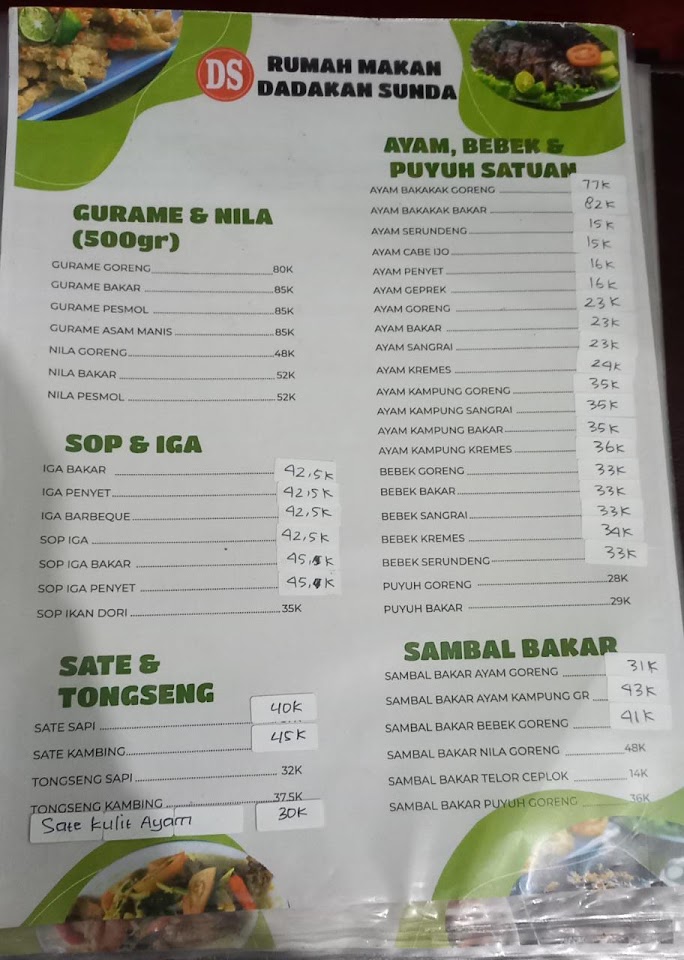 DS RUMAH MAKAN
DADAKAN SUNDA
GURAME & NILA
(500gr)
GURAME GORENG 80K
GURAME BAKAR 85K
GURAME PESMOL 85K
GURAME ASAM MANIS 85K
NILA GORENG 48K
NILA BAKAR 52K
NILA PESMOL 52K
SOP & IGA
IGA BAKAR 42,5K
IGA PENYET 42,5K
IGA BARBEQUE 42,5K
SOP IGA 42,5K
SOP IGA BAKAR 45,K
SOP IGA PENYET 45,K
SOP IKAN DORI 35K
SATE &
TONGSENG
SATE SAPI 40K
SATE KAMBING 45K
TONGSENG SAPI 32K
TONGSENG KAMBING 37.5K
Sate Kulit Ayam 30K
AYAM, BEBEK &
PUYUH SATUAN
AYAM BAKAKAK GORENG 77K
AYAM BAKAKAK BAKAR 82K
AYAM SERUNDENG 15K
AYAM CABE IJO 15K
AYAM PENYET 16K
AYAM GEPREK 16K
AYAM GORENG 23K
AYAM BAKAR 23K
AYAM SANGRAI 23K
AYAM KREMES 24K
AYAM KAMPUNG GORENG 35K
AYAM KAMPUNG SANGRAI 35K
AYAM KAMPUNG BAKAR 35K
AYAM KAMPUNG KREMES 36K
BEBEK GORENG 33K
BEBEK BAKAR 33K
BEBEK SANGRAI 33K
BEBEK KREMES 34K
BEBEK SERUNDENG 33K
PUYUH GORENG 28K
PUYUH BAKAR 29K
SAMBAL BAKAR
SAMBAL BAKAR AYAM GORENG 31K
SAMBAL BAKAR AYAM KAMPUNG GR 43K
SAMBAL BAKAR BEBEK GORENG 41K
SAMBAL BAKAR NILA GORENG 48K
SAMBAL BAKAR TELOR CEPLOK 14K
SAMBAL BAKAR PUYUH GORENG 36K